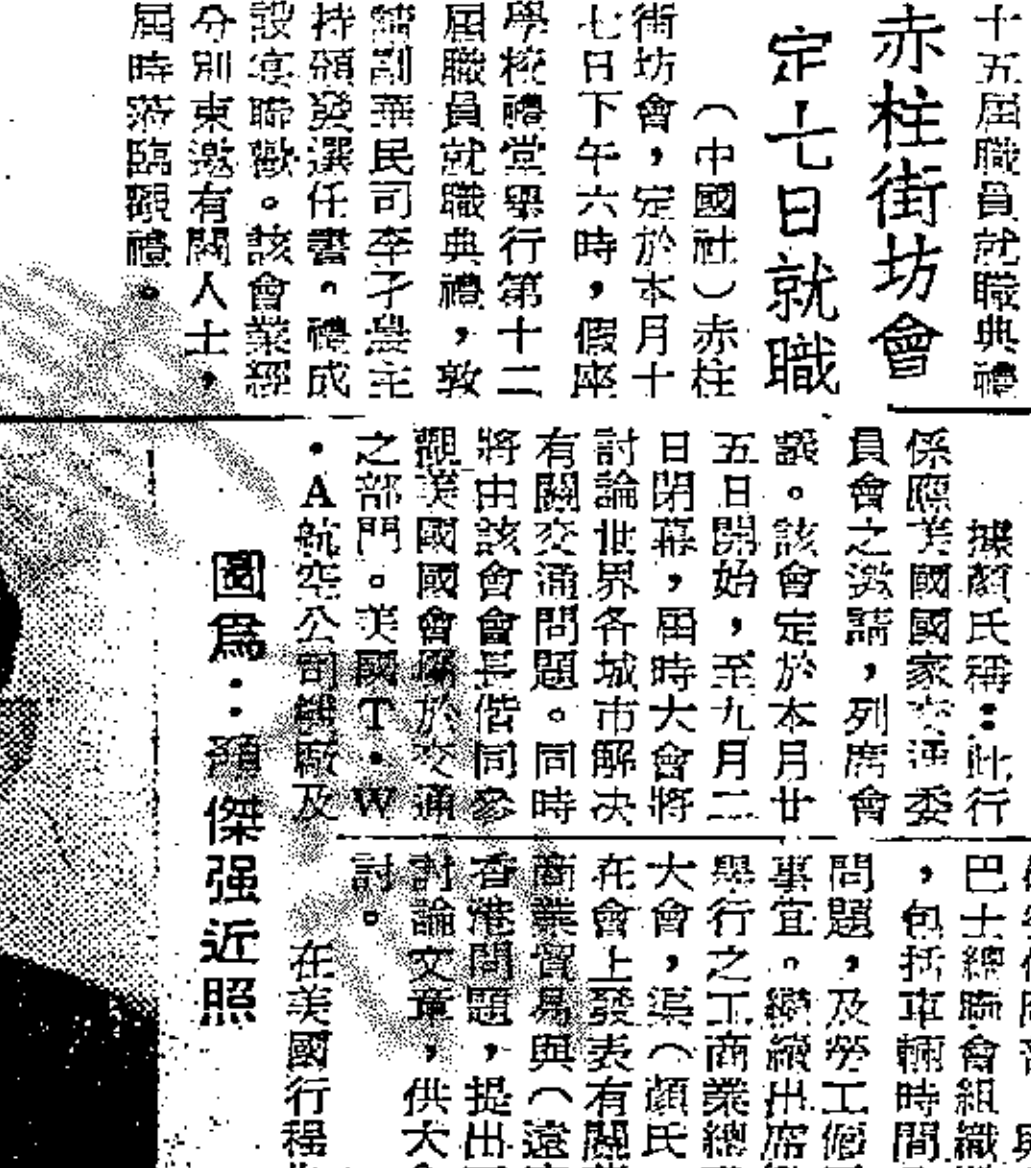 十五屆職員就職典禮
赤柱街坊會
定七日就職
（中國社）赤柱
街坊會，定於本月十
七日下午六時，假座
學校禮堂舉行第十二
屆職員就職典禮，敦
請副華民司李孑農主
持頒發選任書。禮成
設宴聯歡。該會業經
分別柬邀有關人士，
屆時蒞臨觀禮。
據顏氏稱：此行
係應美國國家交通委
員會之邀請，列席會
議。該會定於本月廿
五日開始，至九月二
日閉幕，屆時大會將
討論世界各城市解决
有關交通問題。同時
將由該會會長偕同參
觀美國國會屬於交通
之部門。美國T·W
·A航空公司機廠及
圖爲：顏傑强近照
巴士總聯會組織
，包括車輛時間
問題，及勞工個
事宜。繼續出席
舉行之工商業總
大會，渠（顏氏
在會上發表有關
商業貿易與（遠
香港問題，提出
討論文章，供大
討。
在美國行程